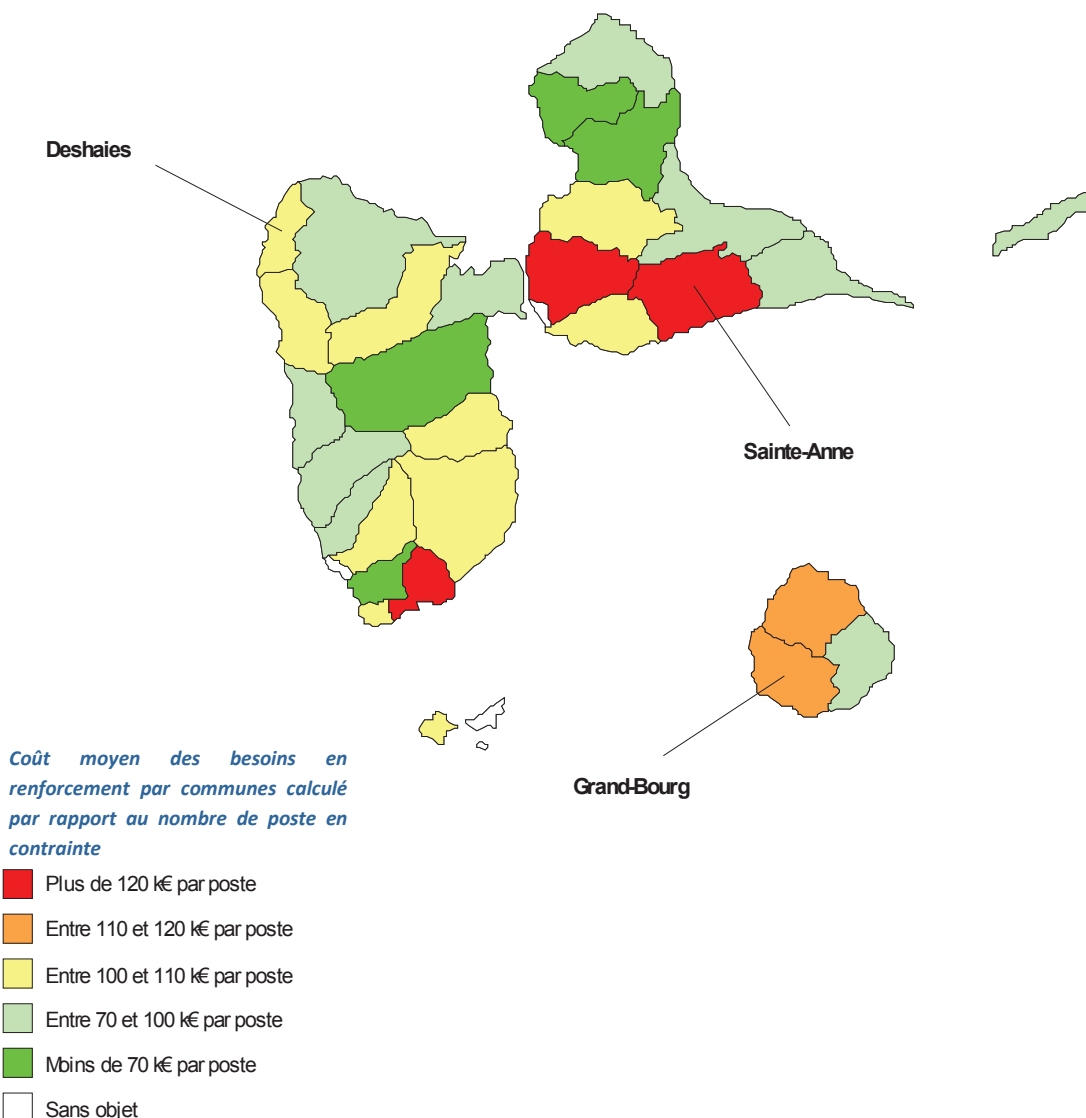 Deshaies
Sainte-Anne
Grand-Bourg
Coût moyen des besoins en
renforcement par communes calculé
par rapport au nombre de poste en
contrainte
Plus de 120 k€ par poste
Entre 110 et 120 k€ par poste
Entre 100 et 110 k€ par poste
Entre 70 et 100 k€ par poste
Moins de 70 k€ par poste
Sans objet